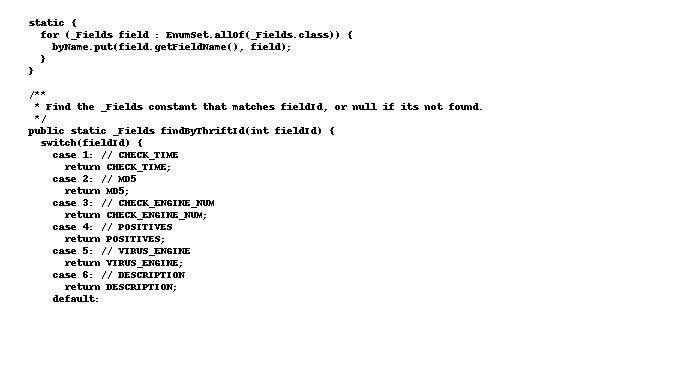 static {
  for (_Fields field : EnumSet.allOf(_Fields.class)) {
    byName.put(field.getFieldName(), field);
  }
}

/**
 * Find the _Fields constant that matches fieldId, or null if its not found.
 */
public static _Fields findByThriftId(int fieldId) {
  switch(fieldId) {
    case 1: // CHECK_TIME
      return CHECK_TIME;
    case 2: // MD5
      return MD5;
    case 3: // CHECK_ENGINE_NUM
      return CHECK_ENGINE_NUM;
    case 4: // POSITIVES
      return POSITIVES;
    case 5: // VIRUS_ENGINE
      return VIRUS_ENGINE;
    case 6: // DESCRIPTION
      return DESCRIPTION;
    default: